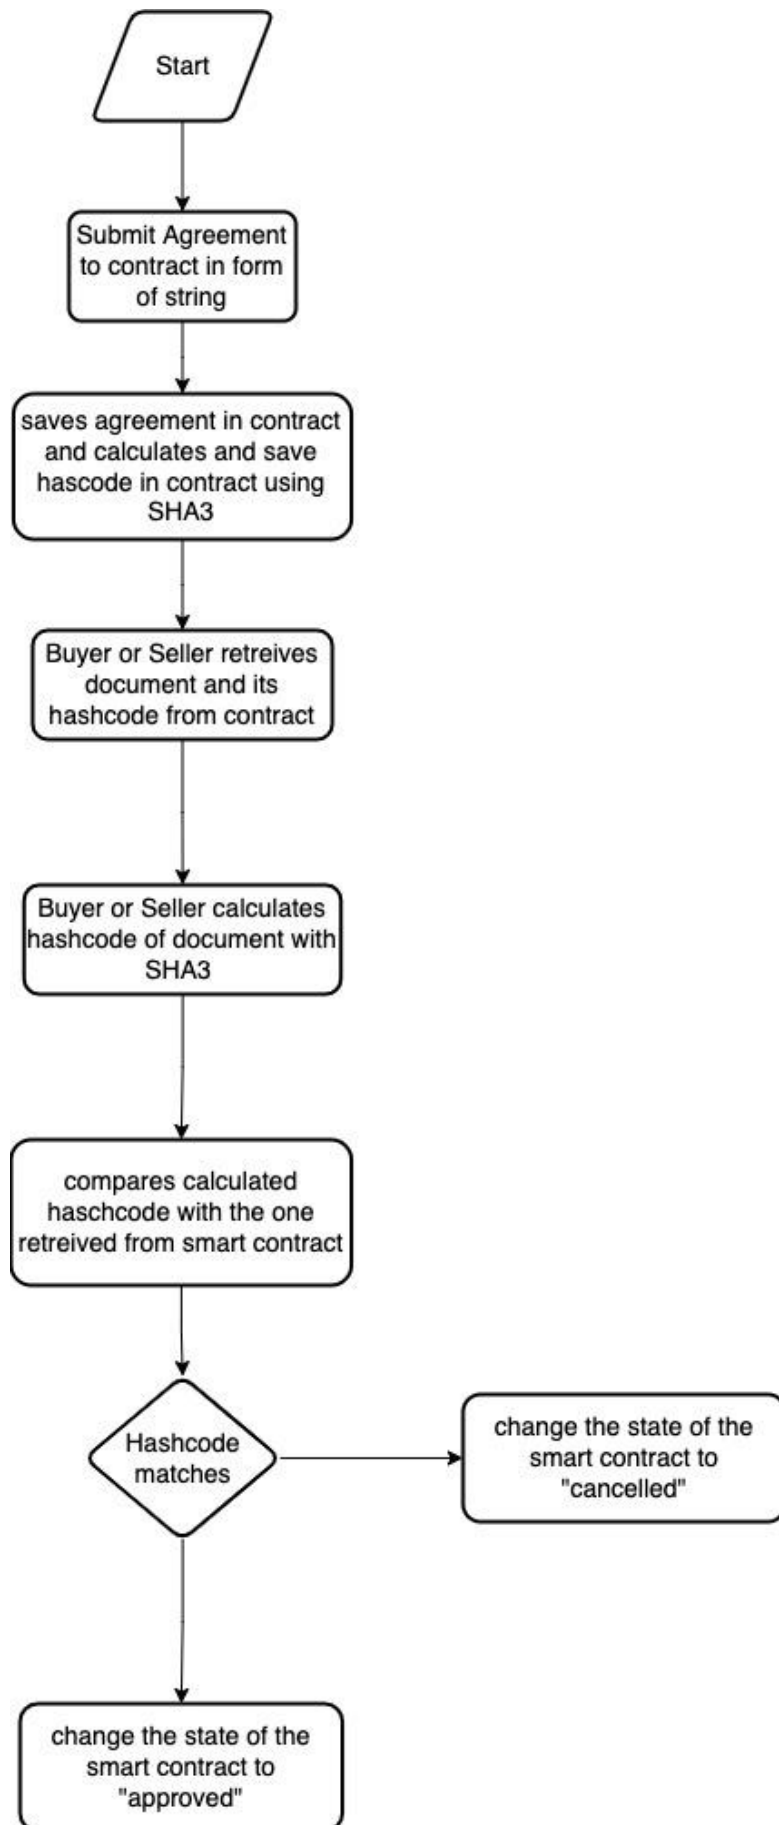 Start
Submit Agreement
to contract in form
of string
saves agreement in contract
and calculates and save
hascode in contract using
SHA3
Buyer or Seller retreives
document and its
hashcode from contract
Buyer or Seller calculates
hashcode of document with
SHA3
compares calculated
haschcode with the one
retreived from smart contract
Hashcode
matches
change the state of the
smart contract to
"cancelled"
change the state of the
smart contract to
"approved"